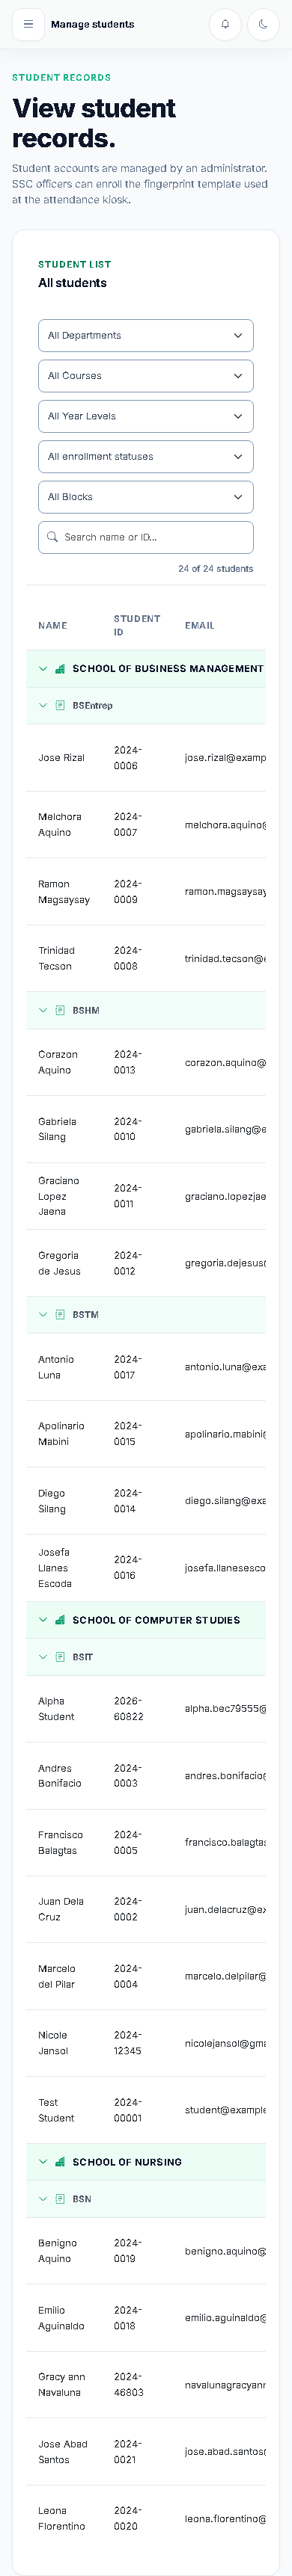 Manage students
STUDENT RECORDS
View student
records.
Student accounts are managed by an administrator.
SSC officers can enroll the fingerprint template used
at the attendance kiosk.
STUDENT LIST
All students
All Departments
All Courses
All Year Levels
All enrollment statuses
All Blocks
Search name or ID...
24 of 24 students
NAME STUDENT ID EMAIL
SCHOOL OF BUSINESS MANAGEMENT
BSEntrep
Jose Rizal 2024-0006 jose.rizal@examp
Melchora Aquino 2024-0007 melchora.aquino@
Ramon Magsaysay 2024-0009 ramon.magsaysay
Trinidad Tecson 2024-0008 trinidad.tecson@e
BSHM
Corazon Aquino 2024-0013 corazon.aquino@
Gabriela Silang 2024-0010 gabriela.silang@e
Graciano Lopez Jaena 2024-0011 graciano.lopezjae
Gregoria de Jesus 2024-0012 gregoria.dejesus@
BSTM
Antonio Luna 2024-0017 antonio.luna@exa
Apolinario Mabini 2024-0015 apolinario.mabini@
Diego Silang 2024-0014 diego.silang@exa
Josefa Llanes Escoda 2024-0016 josefa.llanesesco
SCHOOL OF COMPUTER STUDIES
BSIT
Alpha Student 2026-60822 alpha.bec79555@
Andres Bonifacio 2024-0003 andres.bonifacio@
Francisco Balagtas 2024-0005 francisco.balagtas
Juan Dela Cruz 2024-0002 juan.delacruz@ex
Marcelo del Pilar 2024-0004 marcelo.delpilar@
Nicole Jansol 2024-12345 nicolejansol@gma
Test Student 2024-00001 student@example
SCHOOL OF NURSING
BSN
Benigno Aquino 2024-0019 benigno.aquino@
Emilio Aguinaldo 2024-0018 emilio.aguinaldo@
Gracy ann Navaluna 2024-46803 navalunagracyann
Jose Abad Santos 2024-0021 jose.abad.santos@
Leona Florentino 2024-0020 leona.florentino@